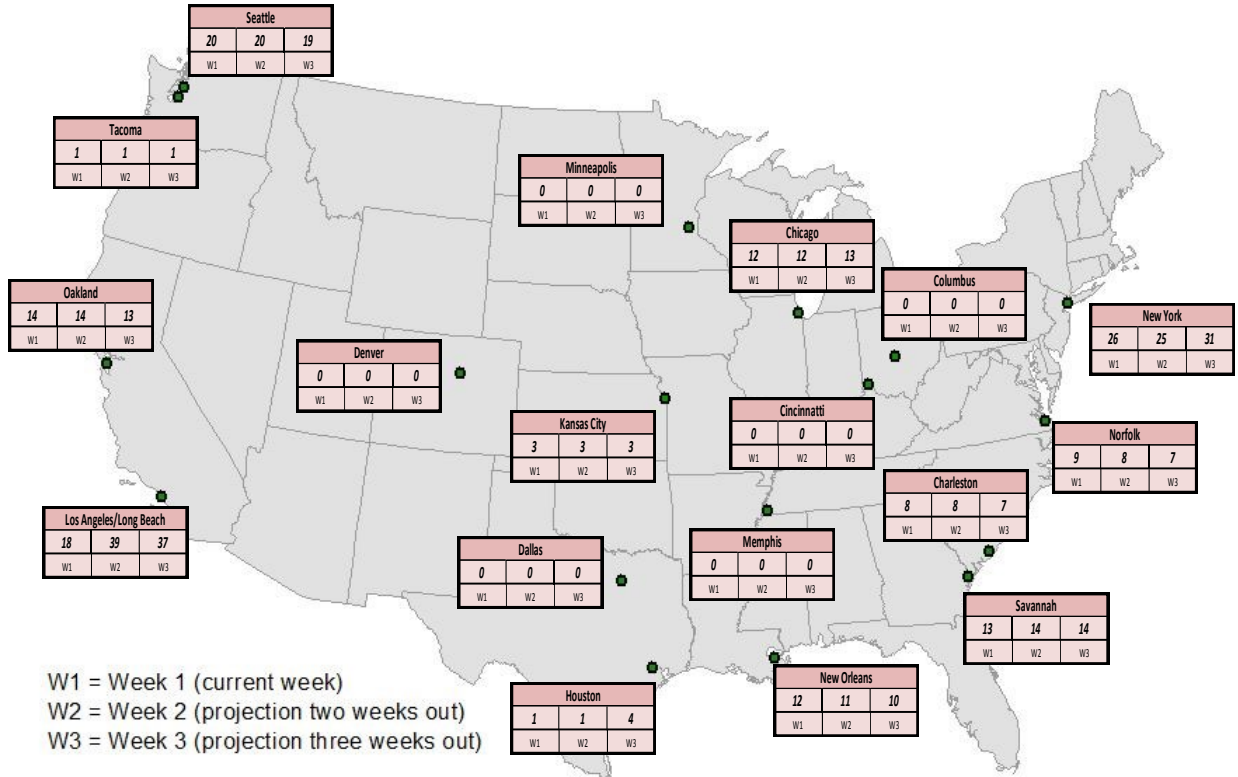 Seattle
20 20 19
W1 W2 W3
Tacoma
1 1 1
W1 W2 W3
Minneapolis
0 0 0
W1 W2 W3
Chicago
12 12 13
W1 W2 W3
Columbus
0 0 0
W1 W2 W3
Oakland
14 14 13
W1 W2 W3
New York
26 25 31
W1 W2 W3
Denver
0 0 0
W1 W2 W3
Kansas City
3 3 3
W1 W2 W3
Cincinnatti
0 0 0
W1 W2 W3
Norfolk
9 8 7
W1 W2 W3
Charleston
8 8 7
W1 W2 W3
Los Angeles/Long Beach
18 39 37
W1 W2 W3
Dallas
0 0 0
W1 W2 W3
Memphis
0 0 0
W1 W2 W3
Savannah
13 14 14
W1 W2 W3
New Orleans
12 11 10
W1 W2 W3
Houston
1 1 4
W1 W2 W3
W1 = Week 1 (current week)
W2 = Week 2 (projection two weeks out)
W3 = Week 3 (projection three weeks out)